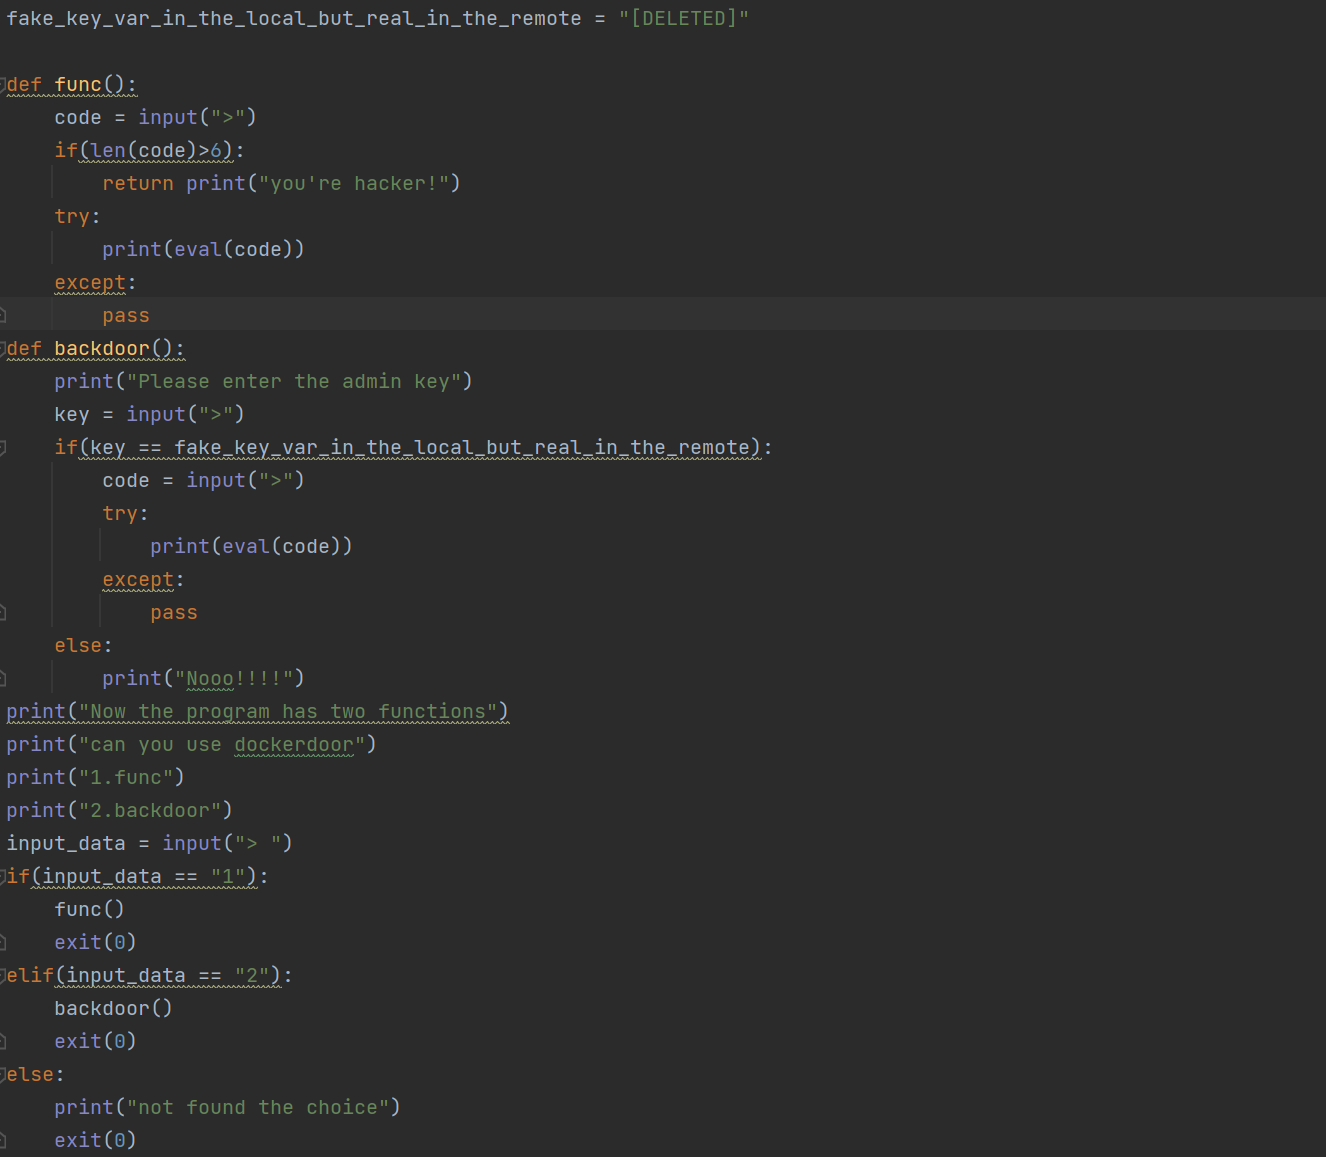 fake_key_var_in_the_local_but_real_in_the_remote = "[DELETED]"

def func():
    code = input(">")
    if(len(code)>6):
        return print("you're hacker!")
    try:
        print(eval(code))
    except:
        pass
def backdoor():
    print("Please enter the admin key")
    key = input(">")
    if(key == fake_key_var_in_the_local_but_real_in_the_remote):
        code = input(">")
        try:
            print(eval(code))
        except:
            pass
    else:
        print("Nooo!!!!")
print("Now the program has two functions")
print("can you use dockerdoor")
print("1.func")
print("2.backdoor")
input_data = input("> ")
if(input_data == "1"):
    func()
    exit(0)
elif(input_data == "2"):
    backdoor()
    exit(0)
else:
    print("not found the choice")
    exit(0)